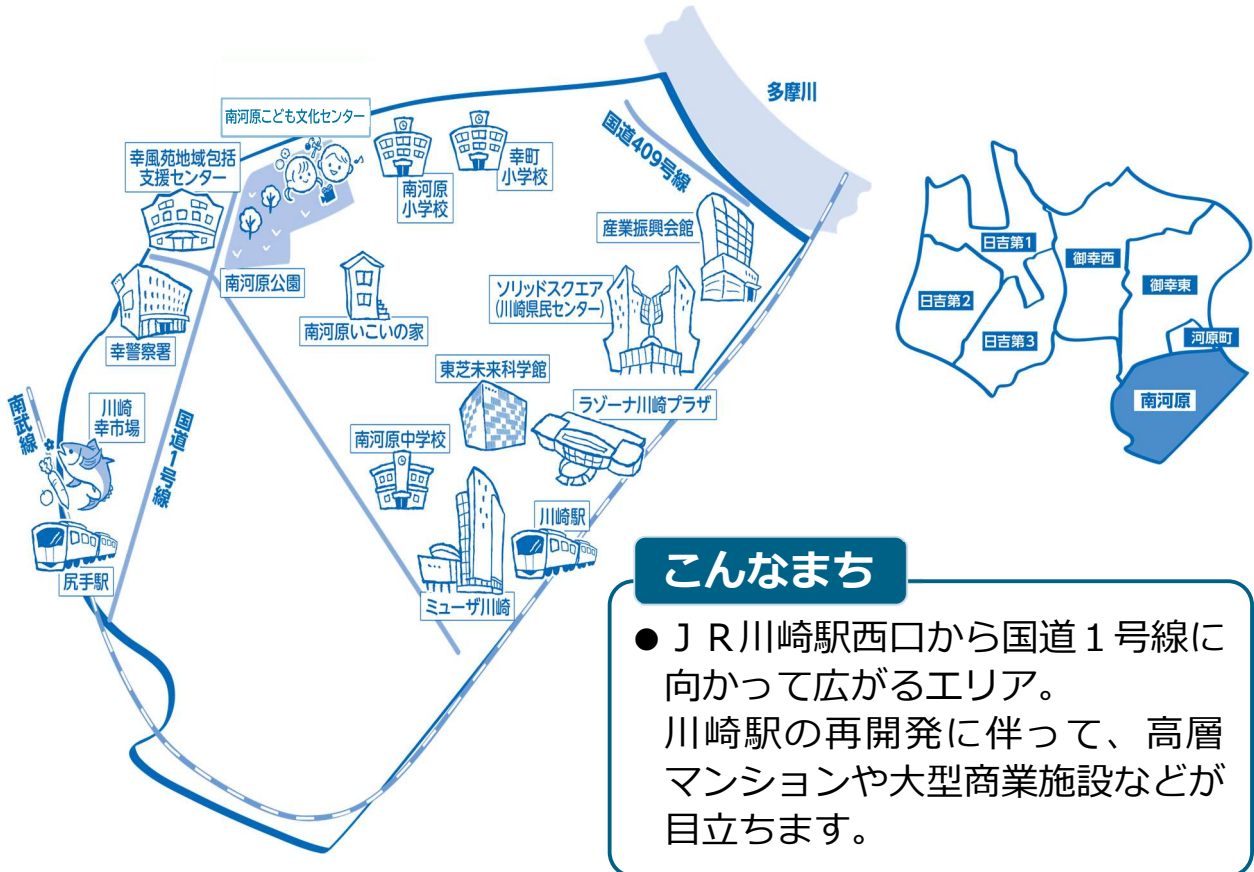 南河原こども文化センター
多摩川
国道409号線
幸風苑地域包括
支援センター
南河原
小学校
幸町
小学校
産業振興会館
南河原公園
ソリッドスクエア
(川崎県民センター)
南河原いこいの家
幸警察署
東芝未来科学館
ラゾーナ川崎プラザ
南武線
川崎
幸市場
国道1号線
南河原中学校
川崎駅
尻手駅
ミューザ川崎
日吉第1
御幸西
御幸東
日吉第2
日吉第3
河原町
南河原
こんなまち
●ＪＲ川崎駅西口から国道１号線に
向かって広がるエリア。
川崎駅の再開発に伴って、高層
マンションや大型商業施設などが
目立ちます。